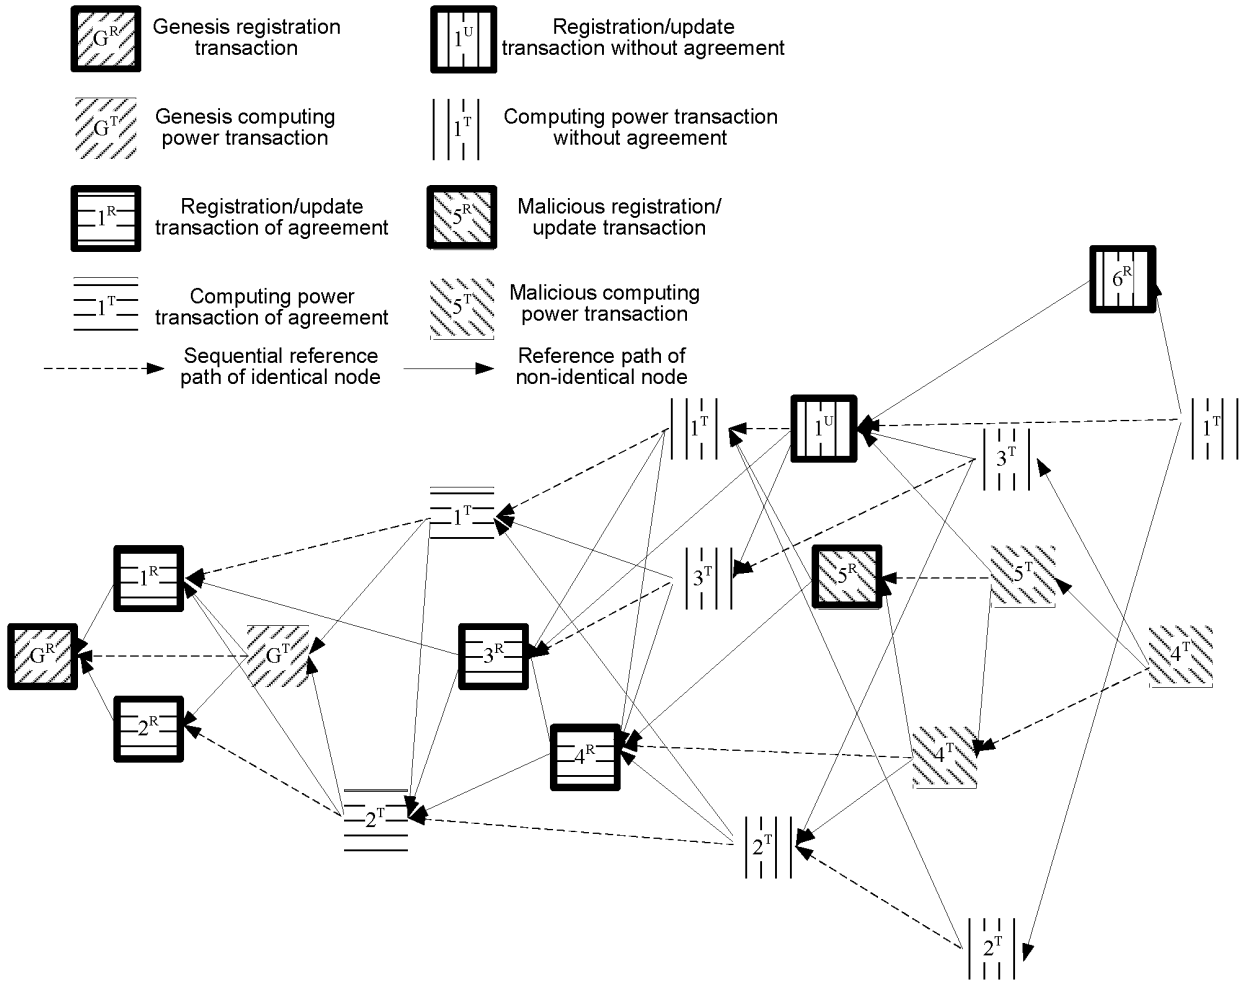 G^R
Genesis registration
transaction
1^U
Registration/update
transaction without agreement
G^T
Genesis computing
power transaction
1^T
Computing power transaction
without agreement
1^R
Registration/update
transaction of agreement
5^R
Malicious registration/
update transaction
1^T
Computing power
transaction of agreement
5^T
Malicious computing
power transaction
Sequential reference
path of identical node
Reference path of
non-identical node
6^R
1^T
1^U
1^T
3^T
1^T
1^R
3^T
5^R
5^T
G^R
G^T
3^R
4^T
2^R
4^R
4^T
2^T
2^T
2^T